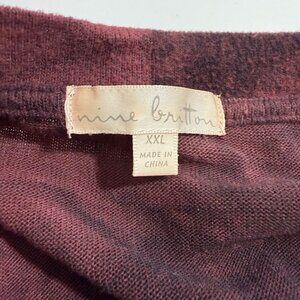 nine britton
XXL
MADE IN
CHINA